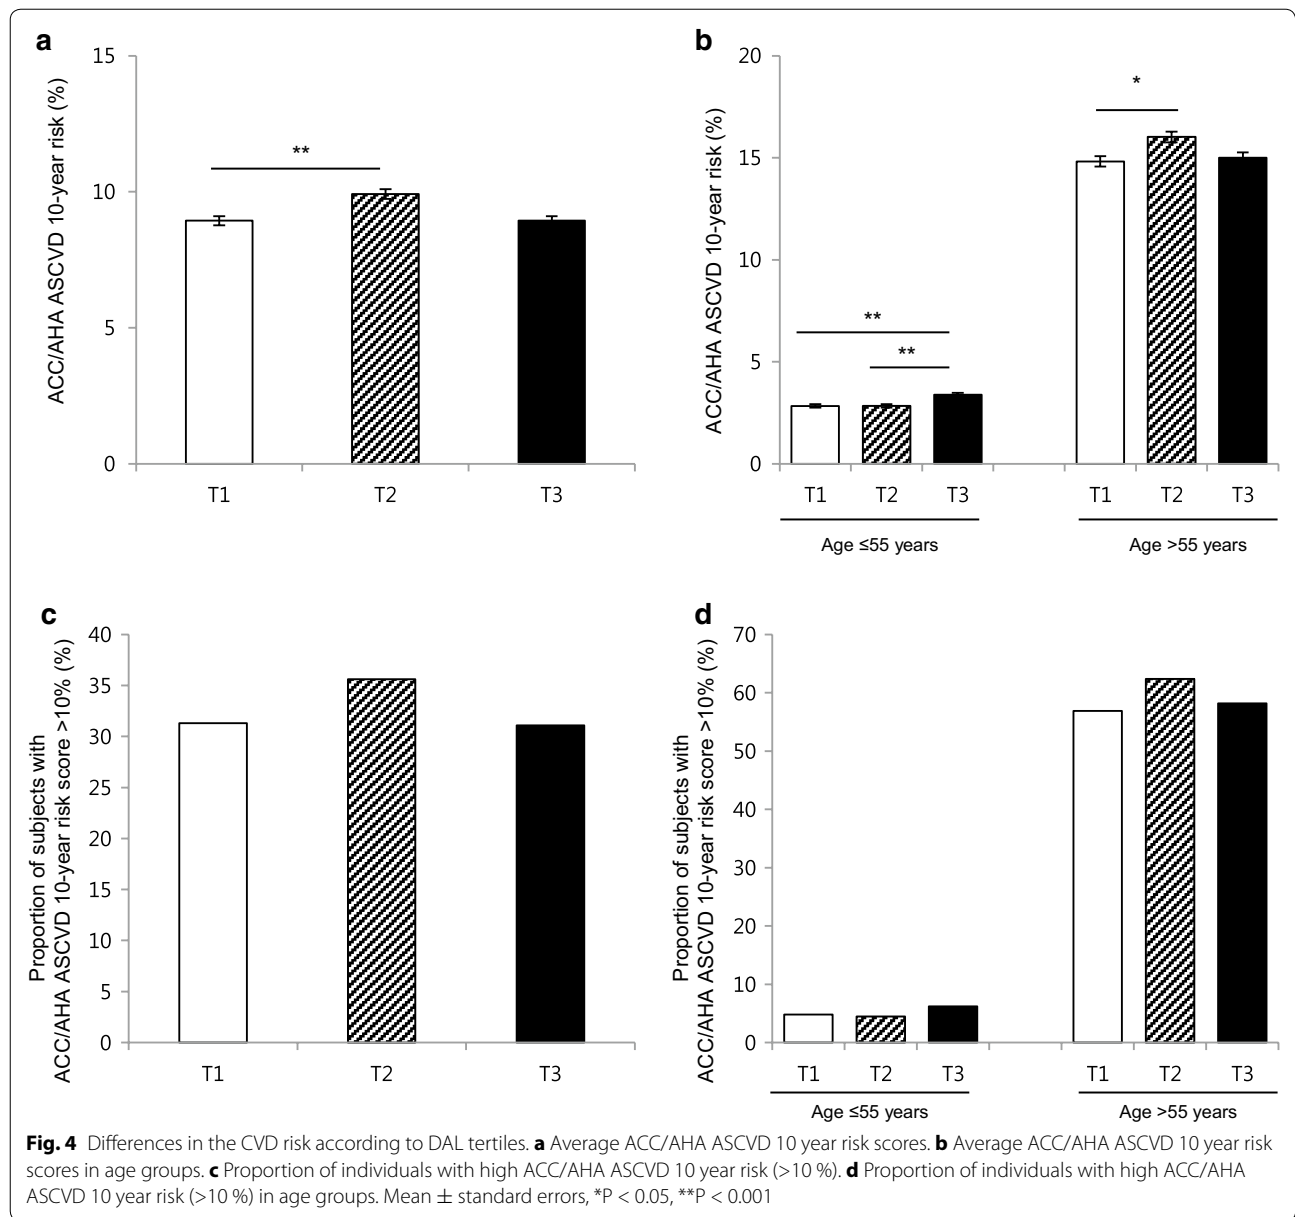 a
ACC/AHA ASCVD 10-year risk (%)
15
10
5
0
**
T1 T2 T3
b
ACC/AHA ASCVD 10-year risk (%)
20
15
10
5
0
**
**
*
T1 T2 T3 T1 T2 T3
Age ≤55 years Age >55 years
c
Proportion of subjects with
ACC/AHA ASCVD 10-year risk score >10% (%)
40
35
30
25
20
15
10
5
0
T1 T2 T3
d
Proportion of subjects with
ACC/AHA ASCVD 10-year risk score >10% (%)
70
60
50
40
30
20
10
0
T1 T2 T3 T1 T2 T3
Age ≤55 years Age >55 years
Fig. 4 Differences in the CVD risk according to DAL tertiles. a Average ACC/AHA ASCVD 10 year risk scores. b Average ACC/AHA ASCVD 10 year risk
scores in age groups. c Proportion of individuals with high ACC/AHA ASCVD 10 year risk (>10 %). d Proportion of individuals with high ACC/AHA
ASCVD 10 year risk (>10 %) in age groups. Mean ± standard errors, *P < 0.05, **P < 0.001